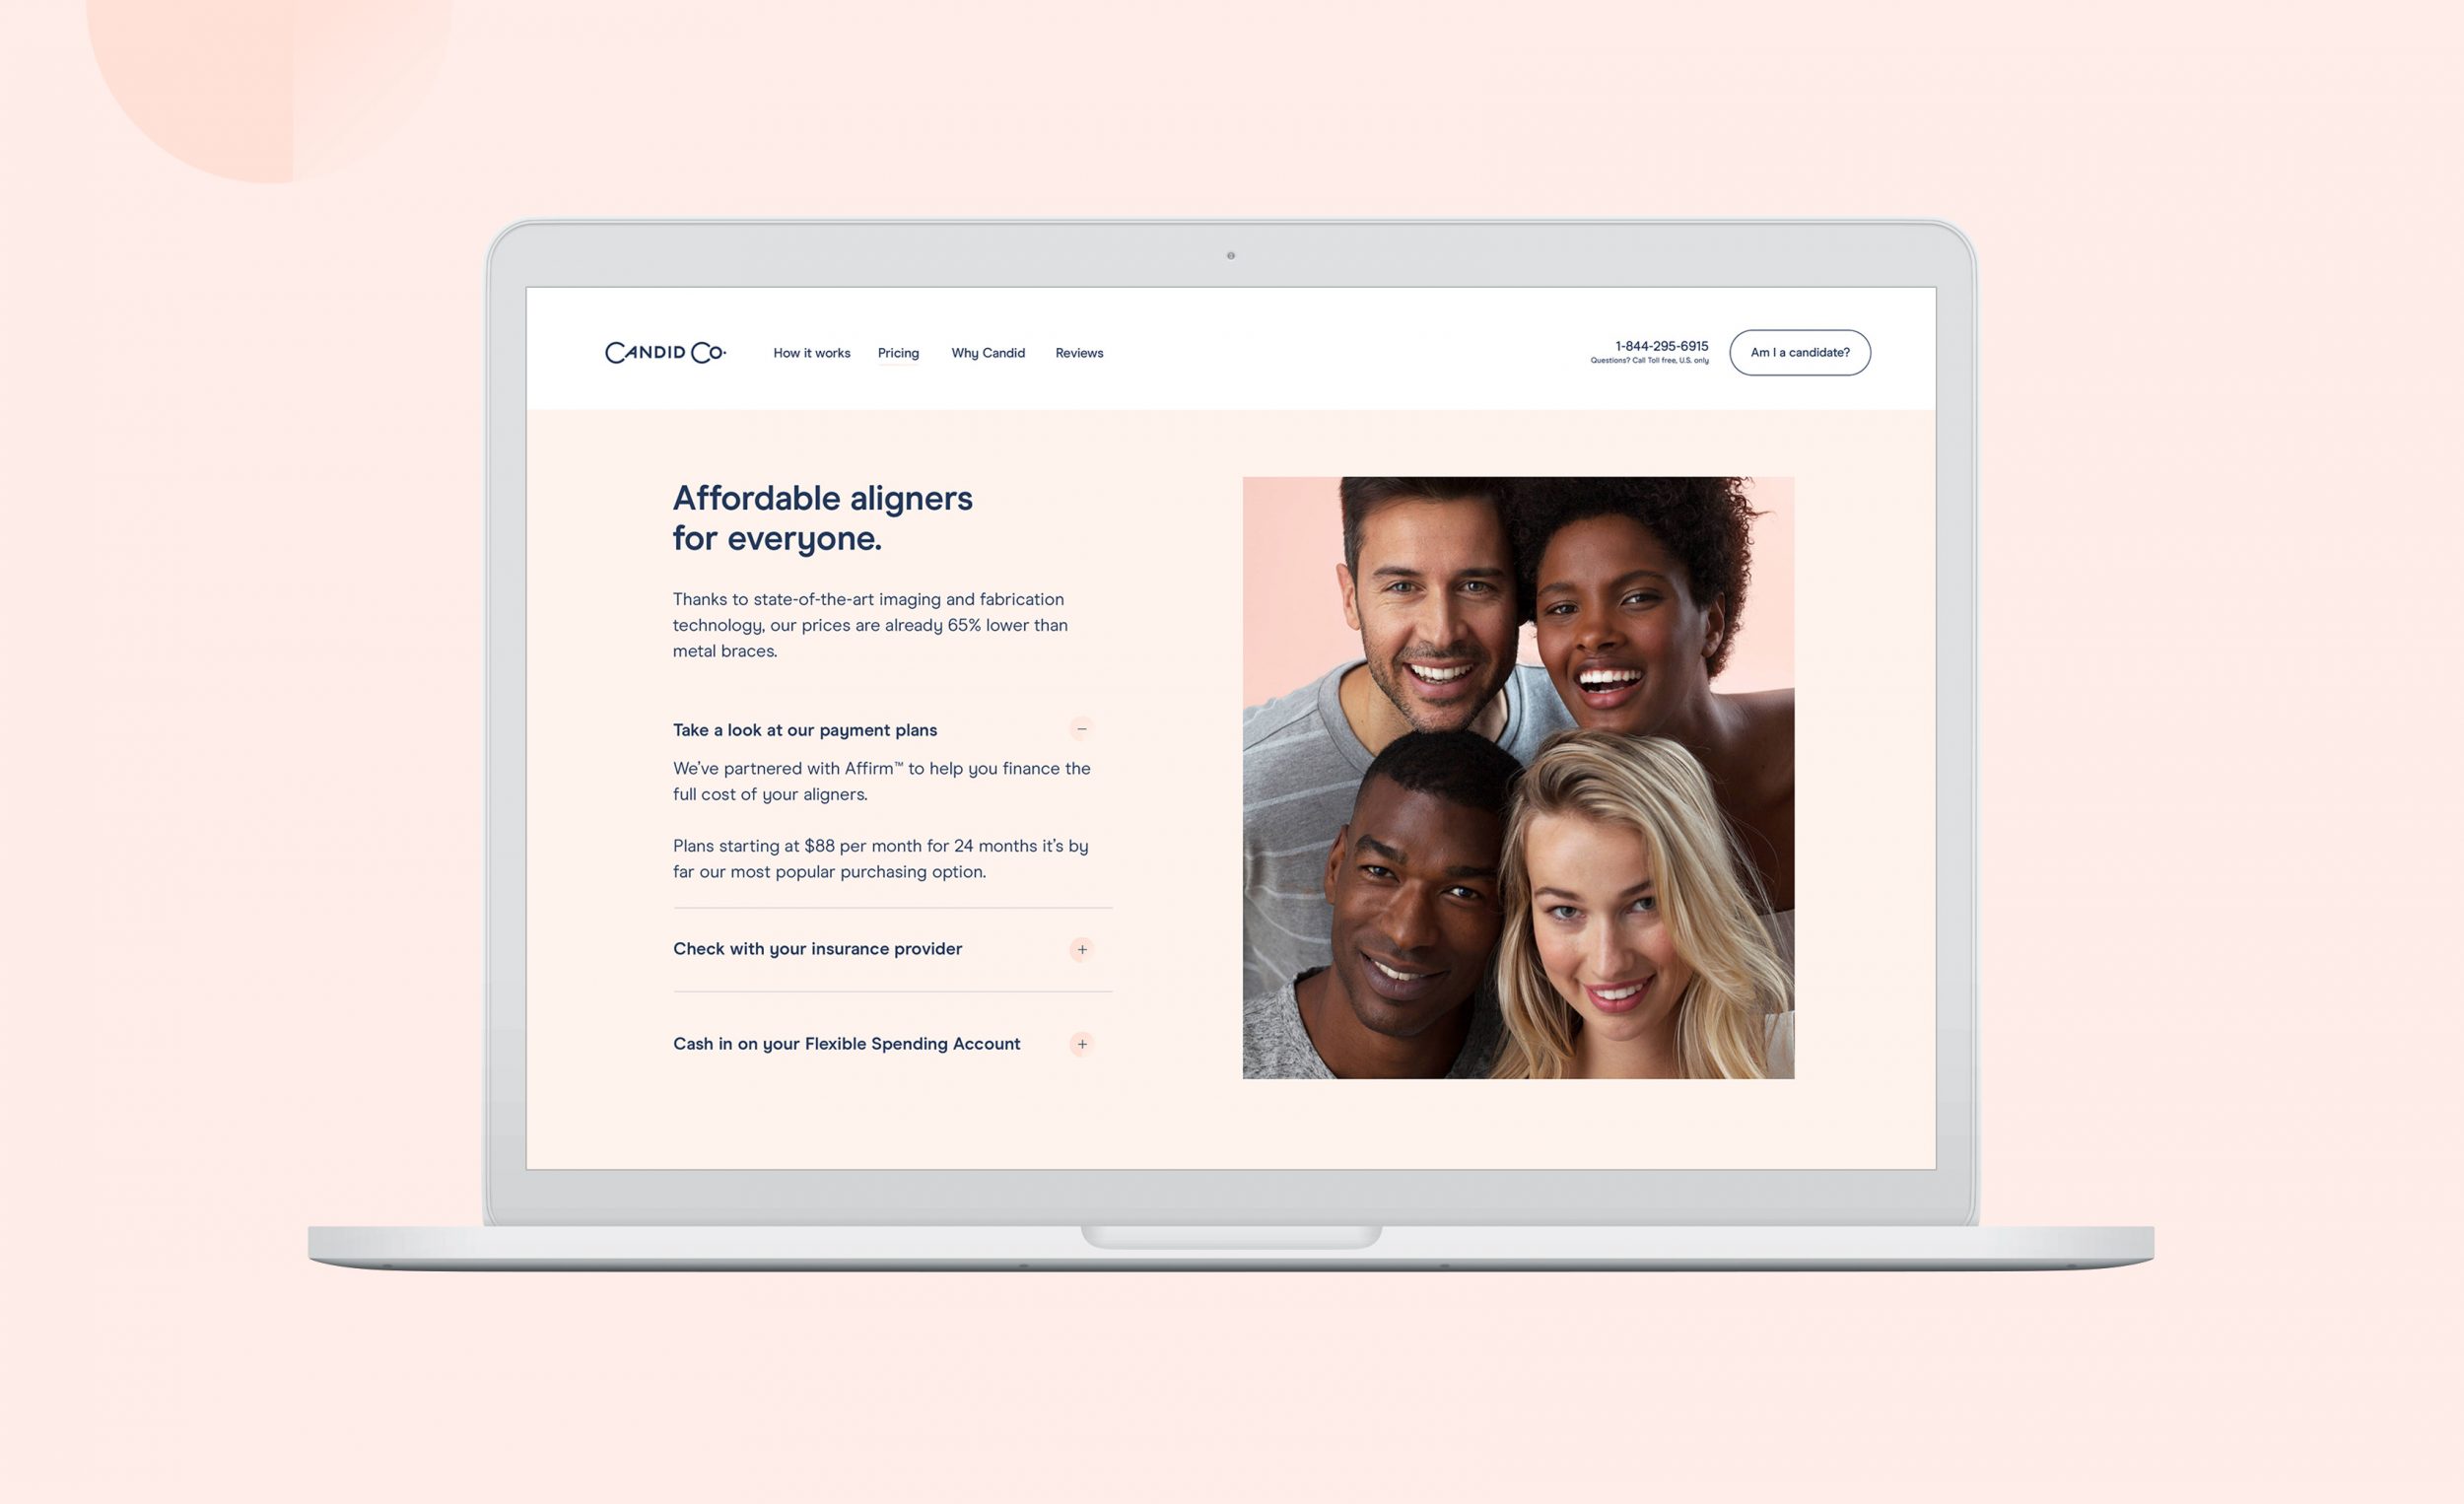 CANDID CO.
How it works
Pricing
Why Candid
Reviews
1-844-295-6915
Questions? Call Toll free, U.S. only
Am I a candidate?
Affordable aligners
for everyone.
Thanks to state-of-the-art imaging and fabrication
technology, our prices are already 65% lower than
metal braces.
Take a look at our payment plans
−
We’ve partnered with Affirm™ to help you finance the
full cost of your aligners.
Plans starting at $88 per month for 24 months it’s by
far our most popular purchasing option.
Check with your insurance provider
+
Cash in on your Flexible Spending Account
+